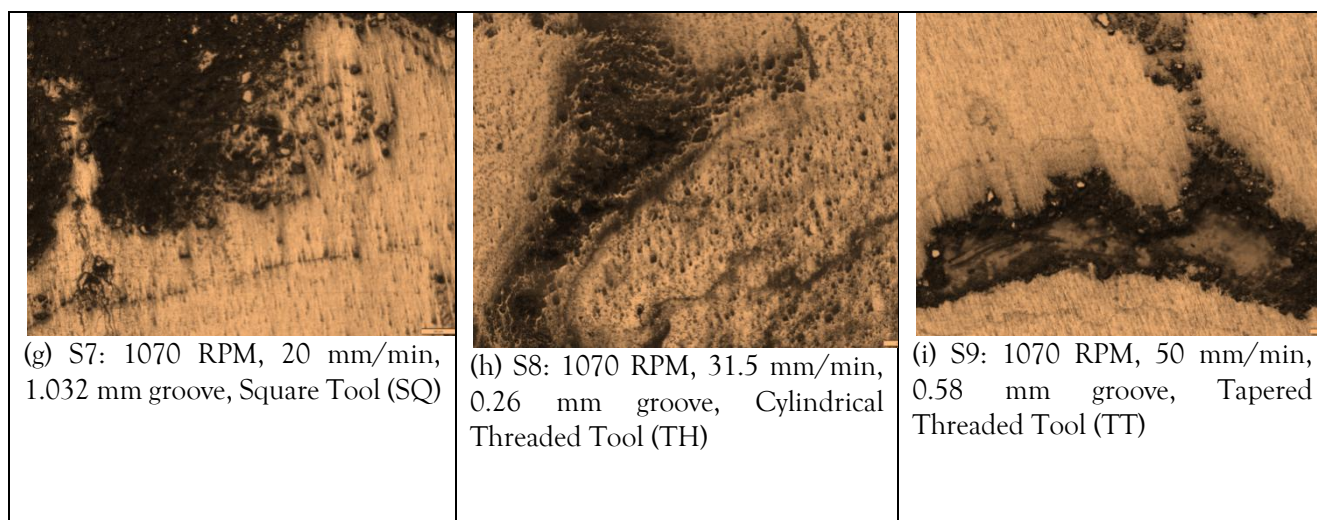 (g) S7: 1070 RPM, 20 mm/min,
1.032 mm groove, Square Tool (SQ)
(h) S8: 1070 RPM, 31.5 mm/min,
0.26 mm groove, Cylindrical
Threaded Tool (TH)
(i) S9: 1070 RPM, 50 mm/min,
0.58 mm groove, Tapered
Threaded Tool (TT)